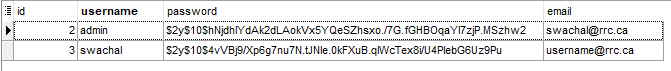 id username password email
2 admin $2y$10$hNjdhIYdAk2dLAokVx5YQeSZhsxo./7G.fGHBOqaYl7zjP.MSzhw2 swachal@rrc.ca
3 swachal $2y$10$4vVBj9/Xp6g7nu7N.tJNle.0kFXuB.qlWcTex8i/U4PlebG6Uz9Pu username@rrc.ca